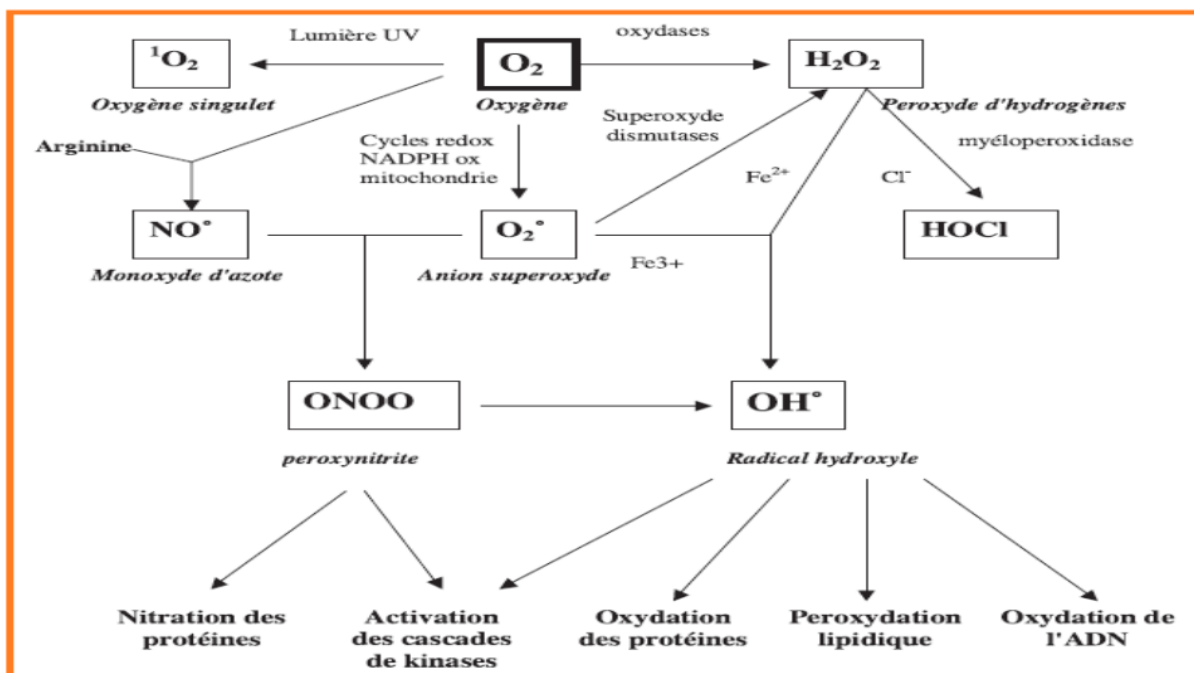 Lumière UV
oxydases
¹O₂
O₂
H₂O₂
Oxygène singulet
Oxygène
Peroxyde d'hydrogènes
Arginine
Cycles redox
NADPH ox
mitochondrie
Superoxyde
dismutases
myéloperoxidase
Fe²⁺
Cl⁻
NO°
O₂°
HOCl
Monoxyde d'azote
Anion superoxyde
Fe3+
ONOO
OH°
peroxynitrite
Radical hydroxyle
Nitration des
protéines
Activation
des cascades
de kinases
Oxydation
des protéines
Peroxydation
lipidique
Oxydation de
l'ADN